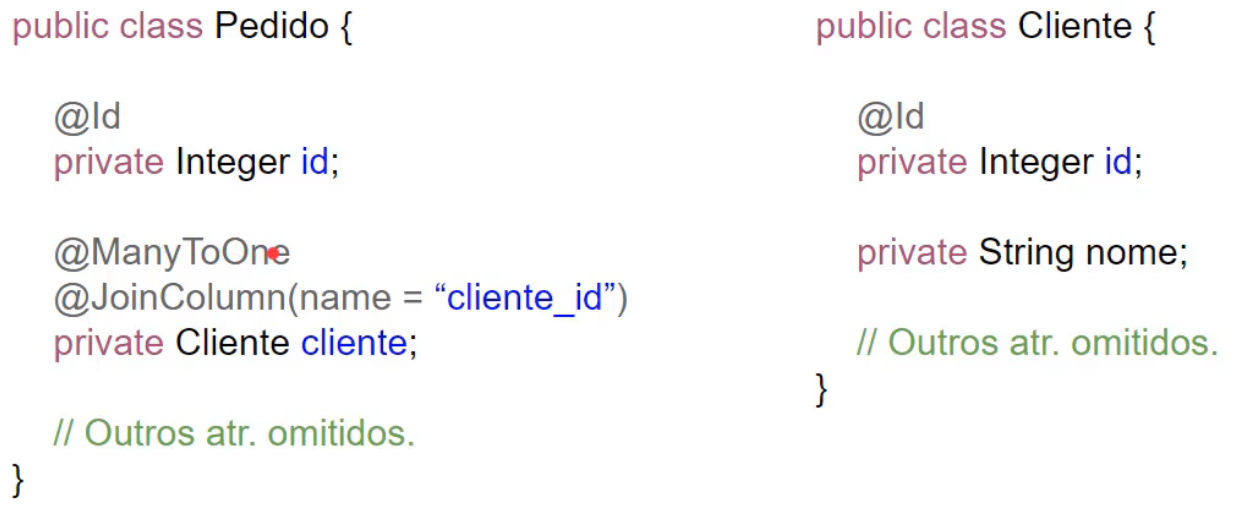 public class Pedido {
@Id
private Integer id;
@ManyToOne
@JoinColumn(name = “cliente_id”)
private Cliente cliente;
// Outros atr. omitidos.
}
public class Cliente {
@Id
private Integer id;
private String nome;
// Outros atr. omitidos.
}